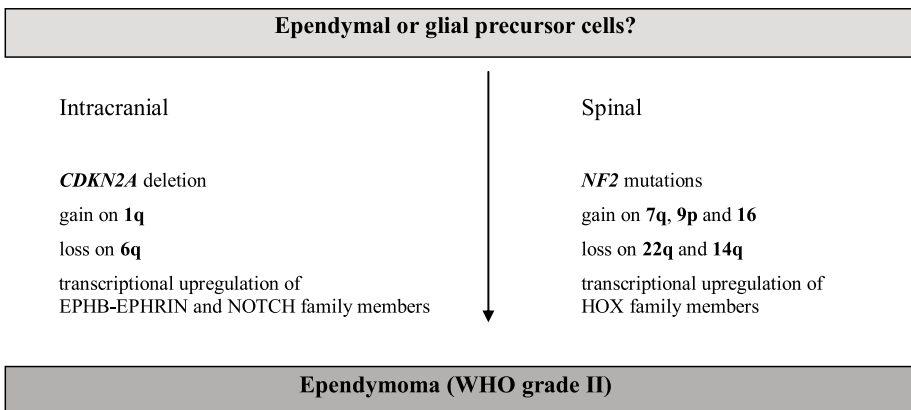 Ependymal or glial precursor cells?
Intracranial
CDKN2A deletion
gain on 1q
loss on 6q
transcriptional upregulation of
EPHB-EPHRIN and NOTCH family members
Spinal
NF2 mutations
gain on 7q, 9p and 16
loss on 22q and 14q
transcriptional upregulation of
HOX family members
Ependymoma (WHO grade II)